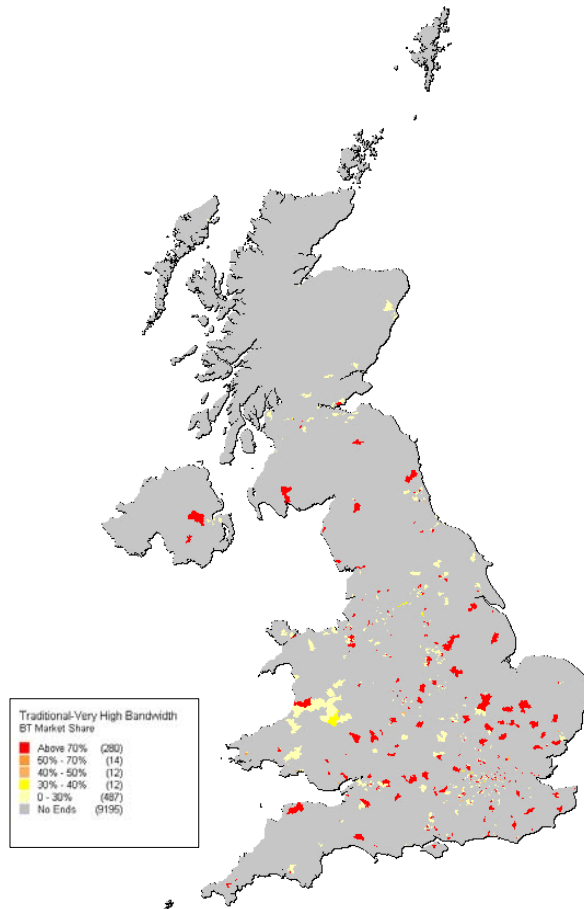 Traditional-Very High Bandwidth
BT Market Share
Above 70% (280)
50% - 70% (14)
40% - 50% (12)
30% - 40% (12)
0 - 30% (487)
No Ends (9195)